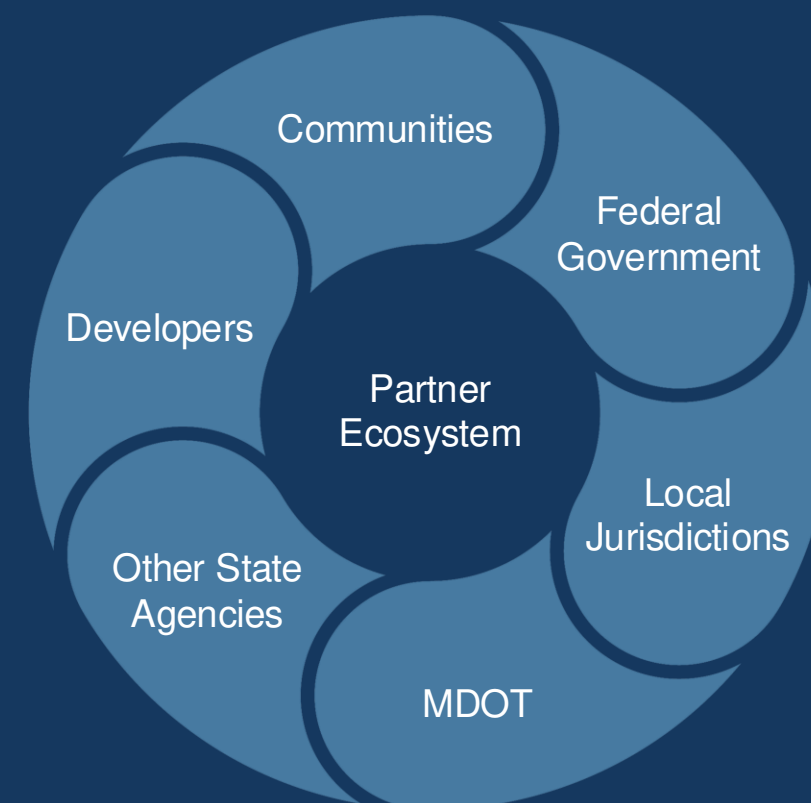 Communities
Federal
Government
Developers
Partner
Ecosystem
Local
Jurisdictions
Other State
Agencies
MDOT